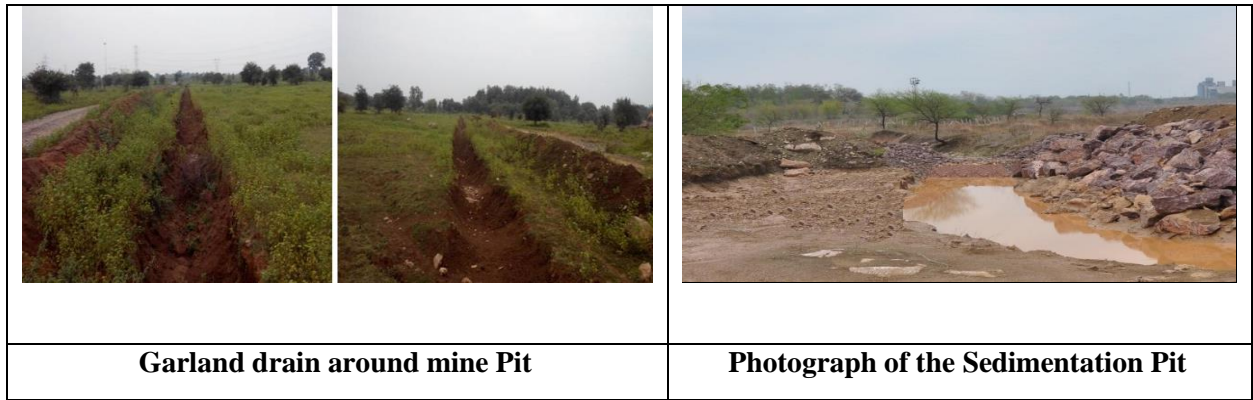 Garland drain around mine Pit
Photograph of the Sedimentation Pit